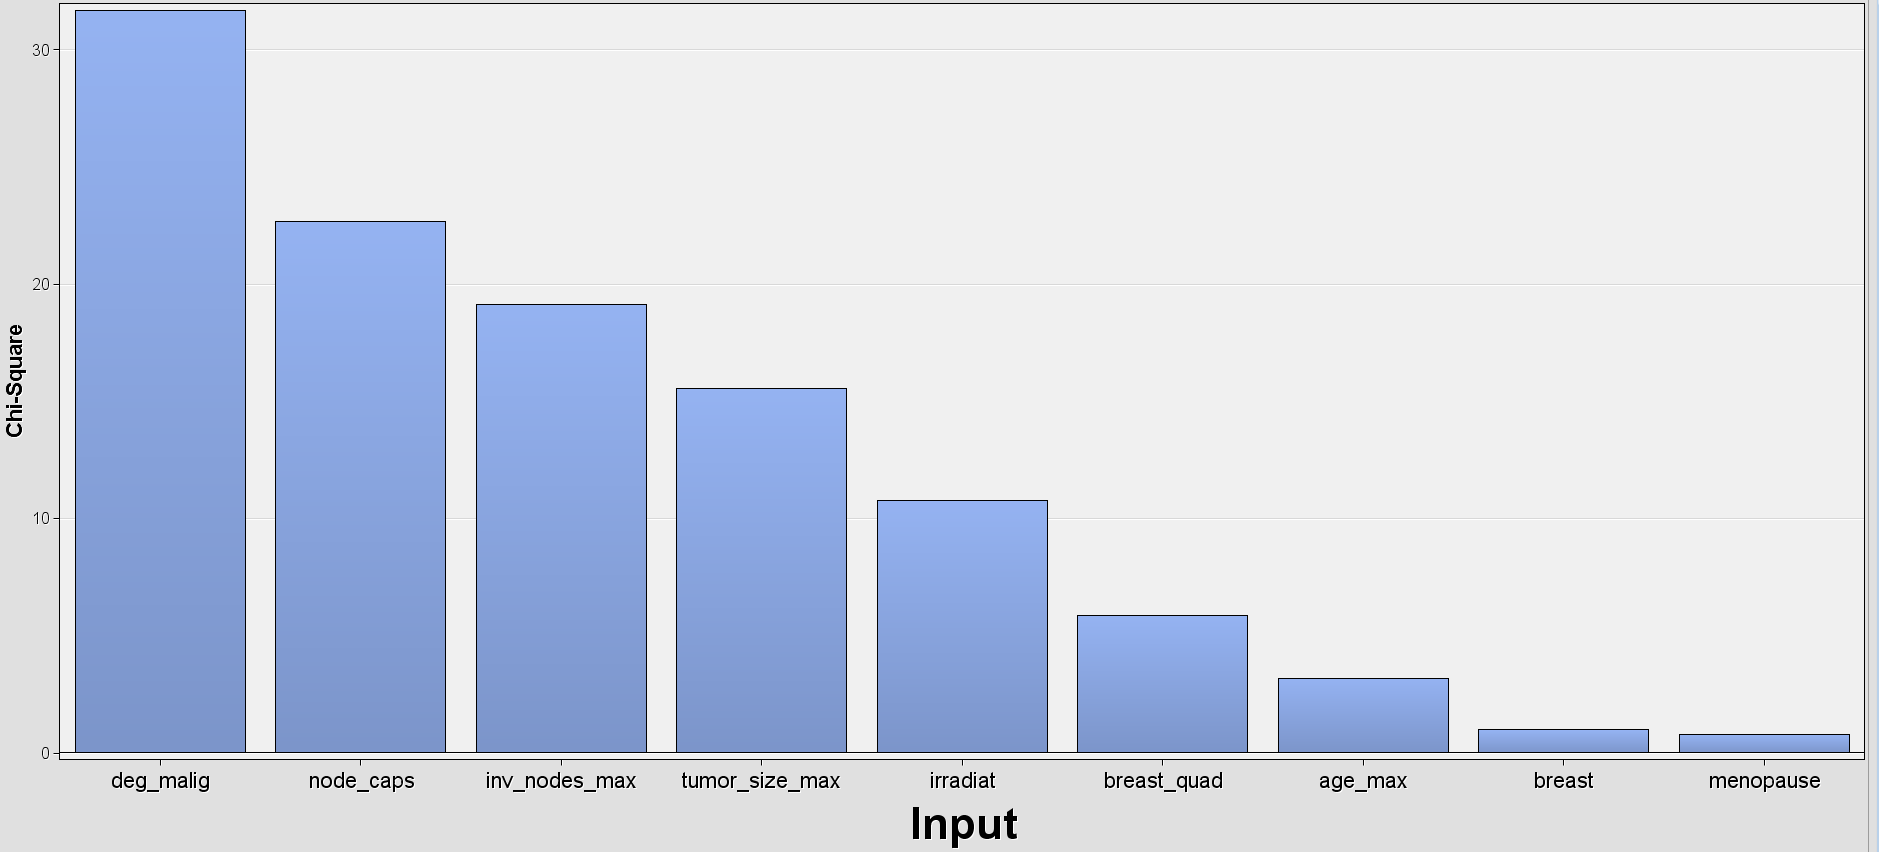 30
20
10
0
Chi-Square
deg_malig node_caps inv_nodes_max tumor_size_max irradiat breast_quad age_max breast menopause
Input